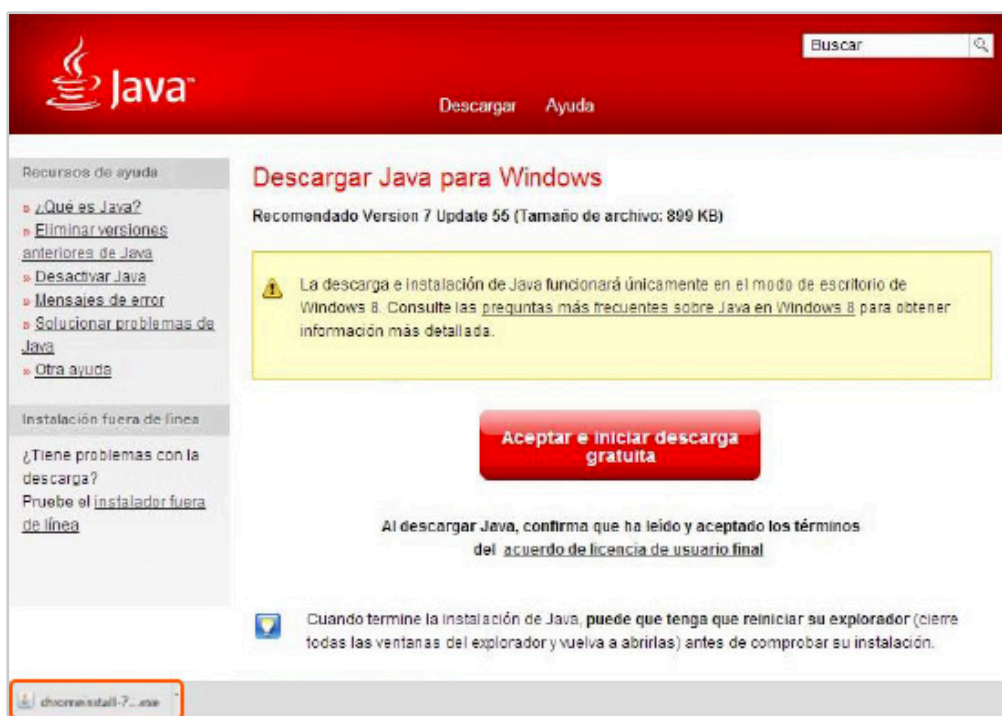 Java™
Buscar
Descargar Ayuda
Recursos de ayuda
» ¿Qué es Java?
» Eliminar versiones
anteriores de Java
» Desactivar Java
» Mensajes de error
» Solucionar problemas de
Java
» Otra ayuda
Instalación fuera de línea
¿Tiene problemas con la
descarga?
Pruebe el instalador fuera
de línea
Descargar Java para Windows
Recomendado Version 7 Update 55 (Tamaño de archivo: 899 KB)
La descarga e instalación de Java funcionará únicamente en el modo de escritorio de
Windows 8. Consulte las preguntas más frecuentes sobre Java en Windows 8 para obtener
información más detallada.
Aceptar e iniciar descarga
gratuita
Al descargar Java, confirma que ha leído y aceptado los términos
del acuerdo de licencia de usuario final
Cuando termine la instalación de Java, puede que tenga que reiniciar su explorador (cierre
todas las ventanas del explorador y vuelva a abrirlas) antes de comprobar su instalación.
chromeinstall-7....exe